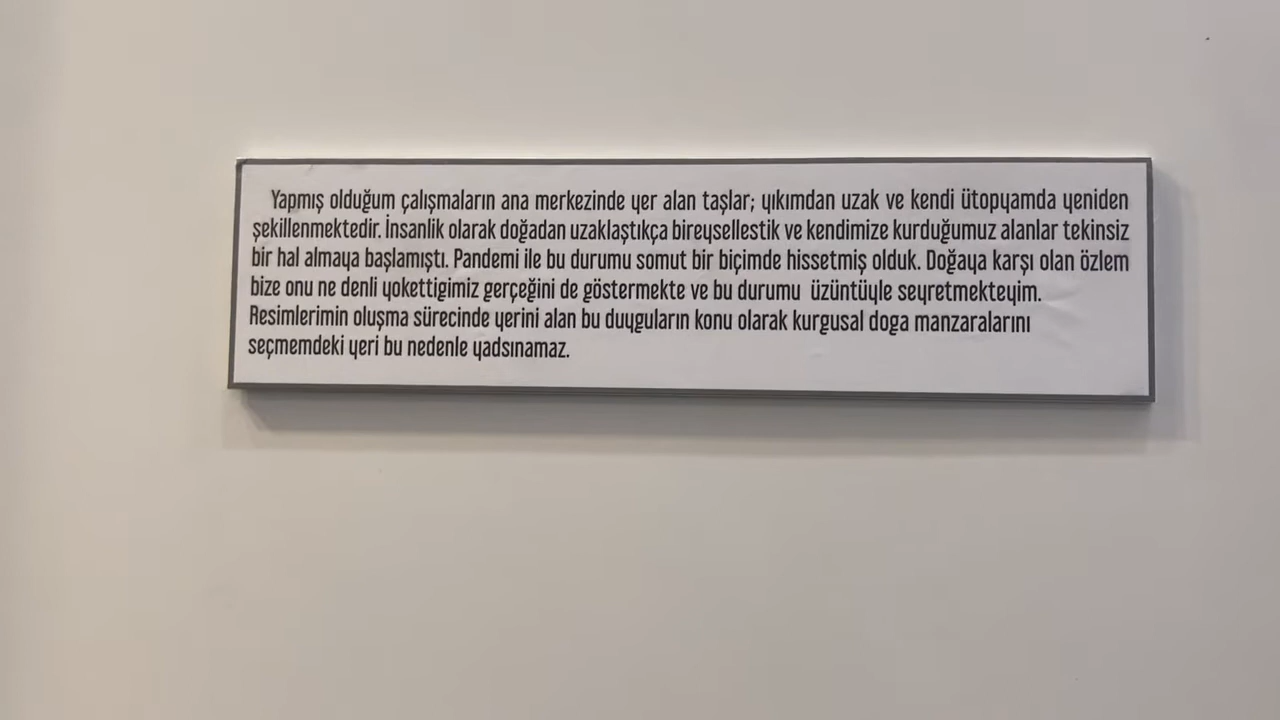 Yapmış olduğum çalışmaların ana merkezinde yer alan taşlar; yıkımdan uzak ve kendi ütopyamda yeniden
şekillenmektedir. İnsanlik olarak doğadan uzaklaştıkça bireysellestik ve kendimize kurduğumuz alanlar tekinsiz
bir hal almaya başlamıştı. Pandemi ile bu durumu somut bir biçimde hissetmiş olduk. Doğaya karşı olan özlem
bize onu ne denli yokettigimiz gerçeğini de göstermekte ve bu durumu üzüntüyle seyretmekteyim.
Resimlerimin oluşma sürecinde yerini alan bu duyguların konu olarak kurgusal doga manzaralarını
seçmemdeki yeri bu nedenle yadsınamaz.